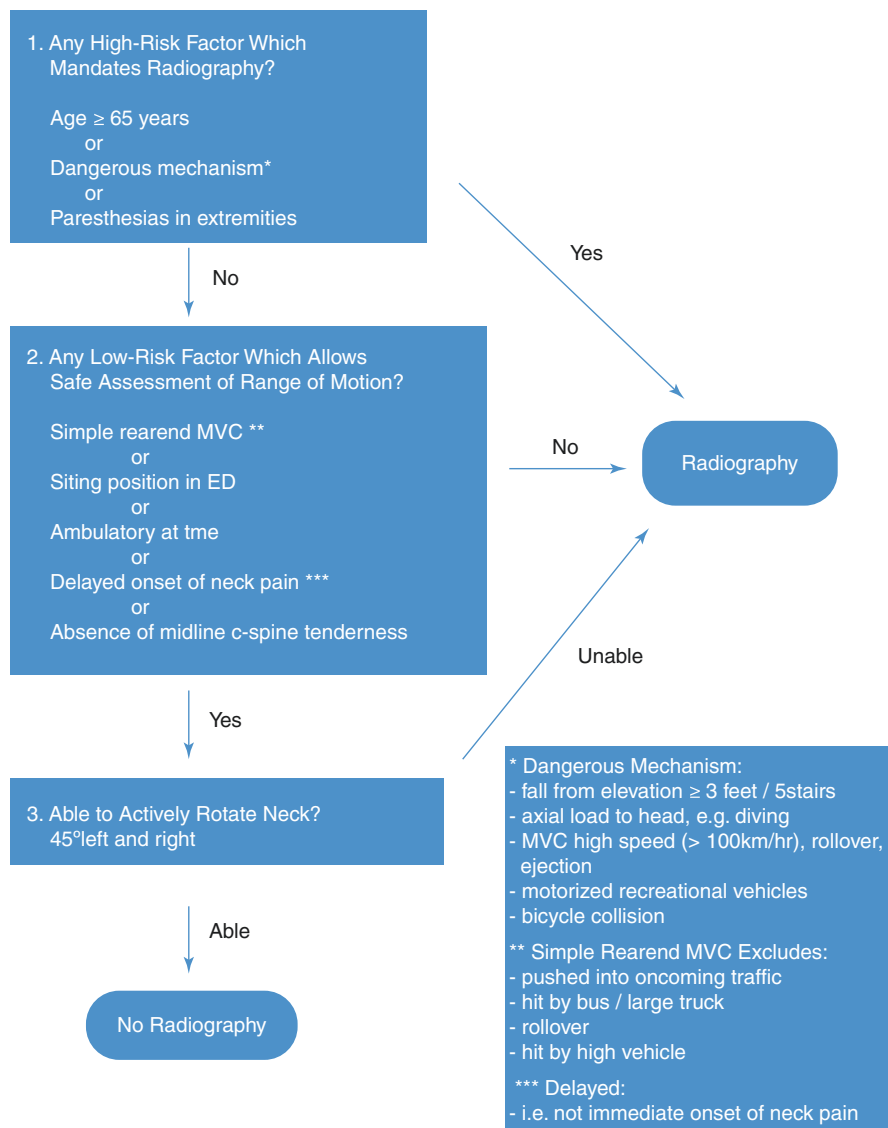 1. Any High-Risk Factor Which
Mandates Radiography?
Age ≥ 65 years
or
Dangerous mechanism*
or
Paresthesias in extremities
Yes
No
2. Any Low-Risk Factor Which Allows
Safe Assessment of Range of Motion?
Simple rearend MVC **
or
Siting position in ED
or
Ambulatory at tme
or
Delayed onset of neck pain ***
or
Absence of midline c-spine tenderness
No
Radiography
Unable
Yes
3. Able to Actively Rotate Neck?
45ºleft and right
Able
No Radiography
* Dangerous Mechanism:
- fall from elevation ≥ 3 feet / 5stairs
- axial load to head, e.g. diving
- MVC high speed (> 100km/hr), rollover,
ejection
- motorized recreational vehicles
- bicycle collision
** Simple Rearend MVC Excludes:
- pushed into oncoming traffic
- hit by bus / large truck
- rollover
- hit by high vehicle
*** Delayed:
- i.e. not immediate onset of neck pain